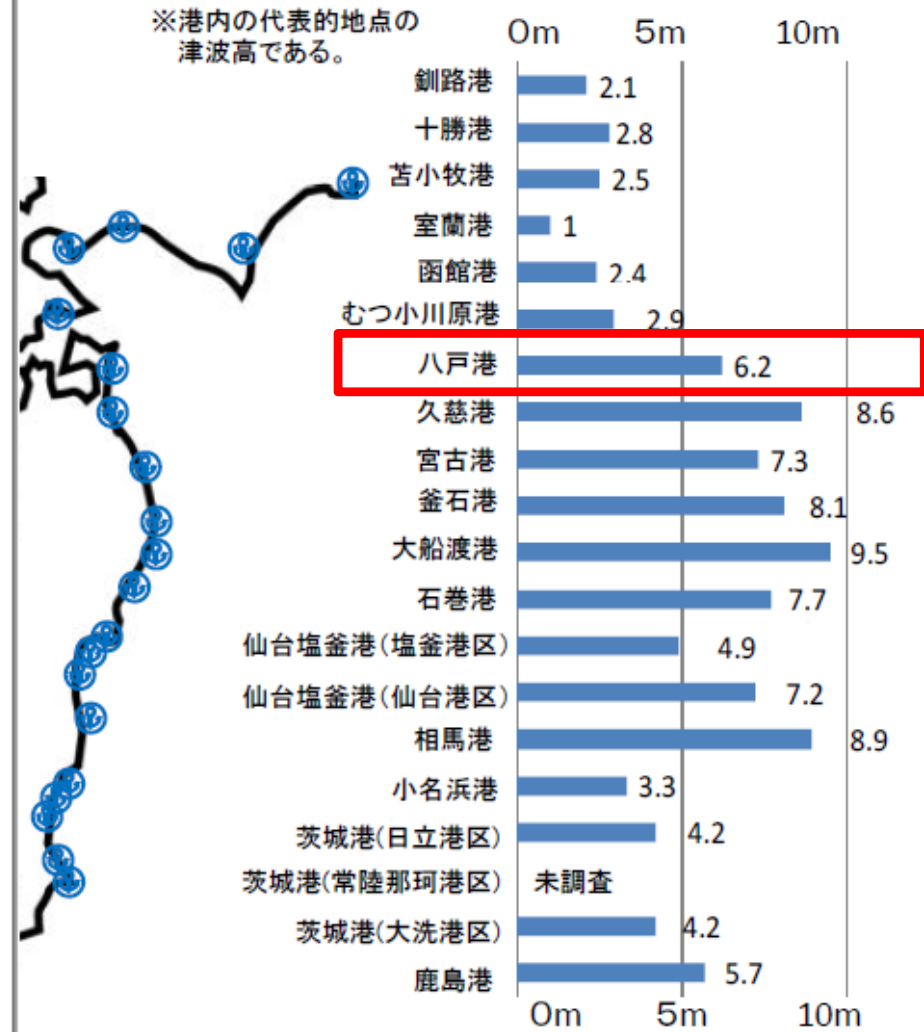 ※港内の代表的地点の
津波高である。
0m 5m 10m
釧路港 2.1
十勝港 2.8
苫小牧港 2.5
室蘭港 1
函館港 2.4
むつ小川原港 2.9
八戸港 6.2
久慈港 8.6
宮古港 7.3
釜石港 8.1
大船渡港 9.5
石巻港 7.7
仙台塩釜港(塩釜港区) 4.9
仙台塩釜港(仙台港区) 7.2
相馬港 8.9
小名浜港 3.3
茨城港(日立港区) 4.2
茨城港(常陸那珂港区) 未調査
茨城港(大洗港区) 4.2
鹿島港 5.7
0m 5m 10m